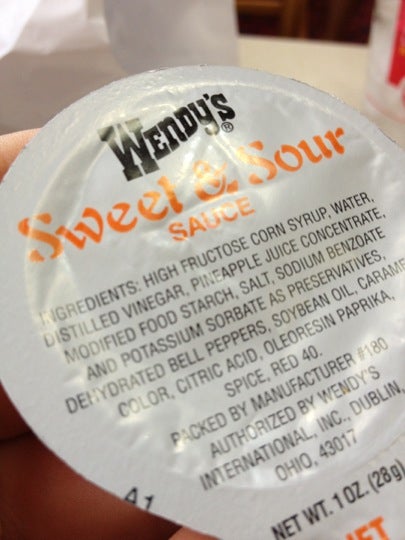 WENDY'S®
Sweet & Sour
SAUCE
INGREDIENTS: HIGH FRUCTOSE CORN SYRUP, WATER,
DISTILLED VINEGAR, PINEAPPLE JUICE CONCENTRATE,
MODIFIED FOOD STARCH, SALT, SODIUM BENZOATE
AND POTASSIUM SORBATE AS PRESERVATIVES,
DEHYDRATED BELL PEPPERS, SOYBEAN OIL, CARAME
COLOR, CITRIC ACID, OLEORESIN PAPRIKA,
SPICE, RED 40.
PACKED BY MANUFACTURER #180
AUTHORIZED BY WENDY'S
INTERNATIONAL, INC., DUBLIN,
OHIO, 43017
A1
NET WT. 1 OZ. (28g)